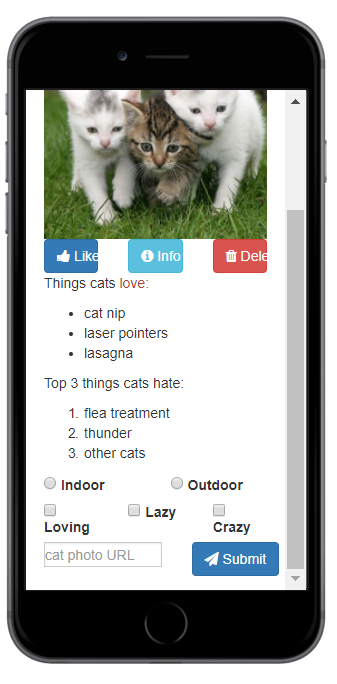 Like Info Dele
Things cats love:
cat nip
laser pointers
lasagna
Top 3 things cats hate:
1. flea treatment
2. thunder
3. other cats
Indoor Outdoor
Loving Lazy Crazy
cat photo URL Submit